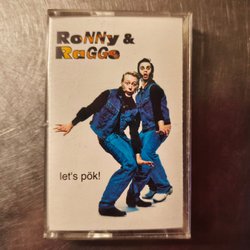 RoNNy &
RaGGe
let's pök!